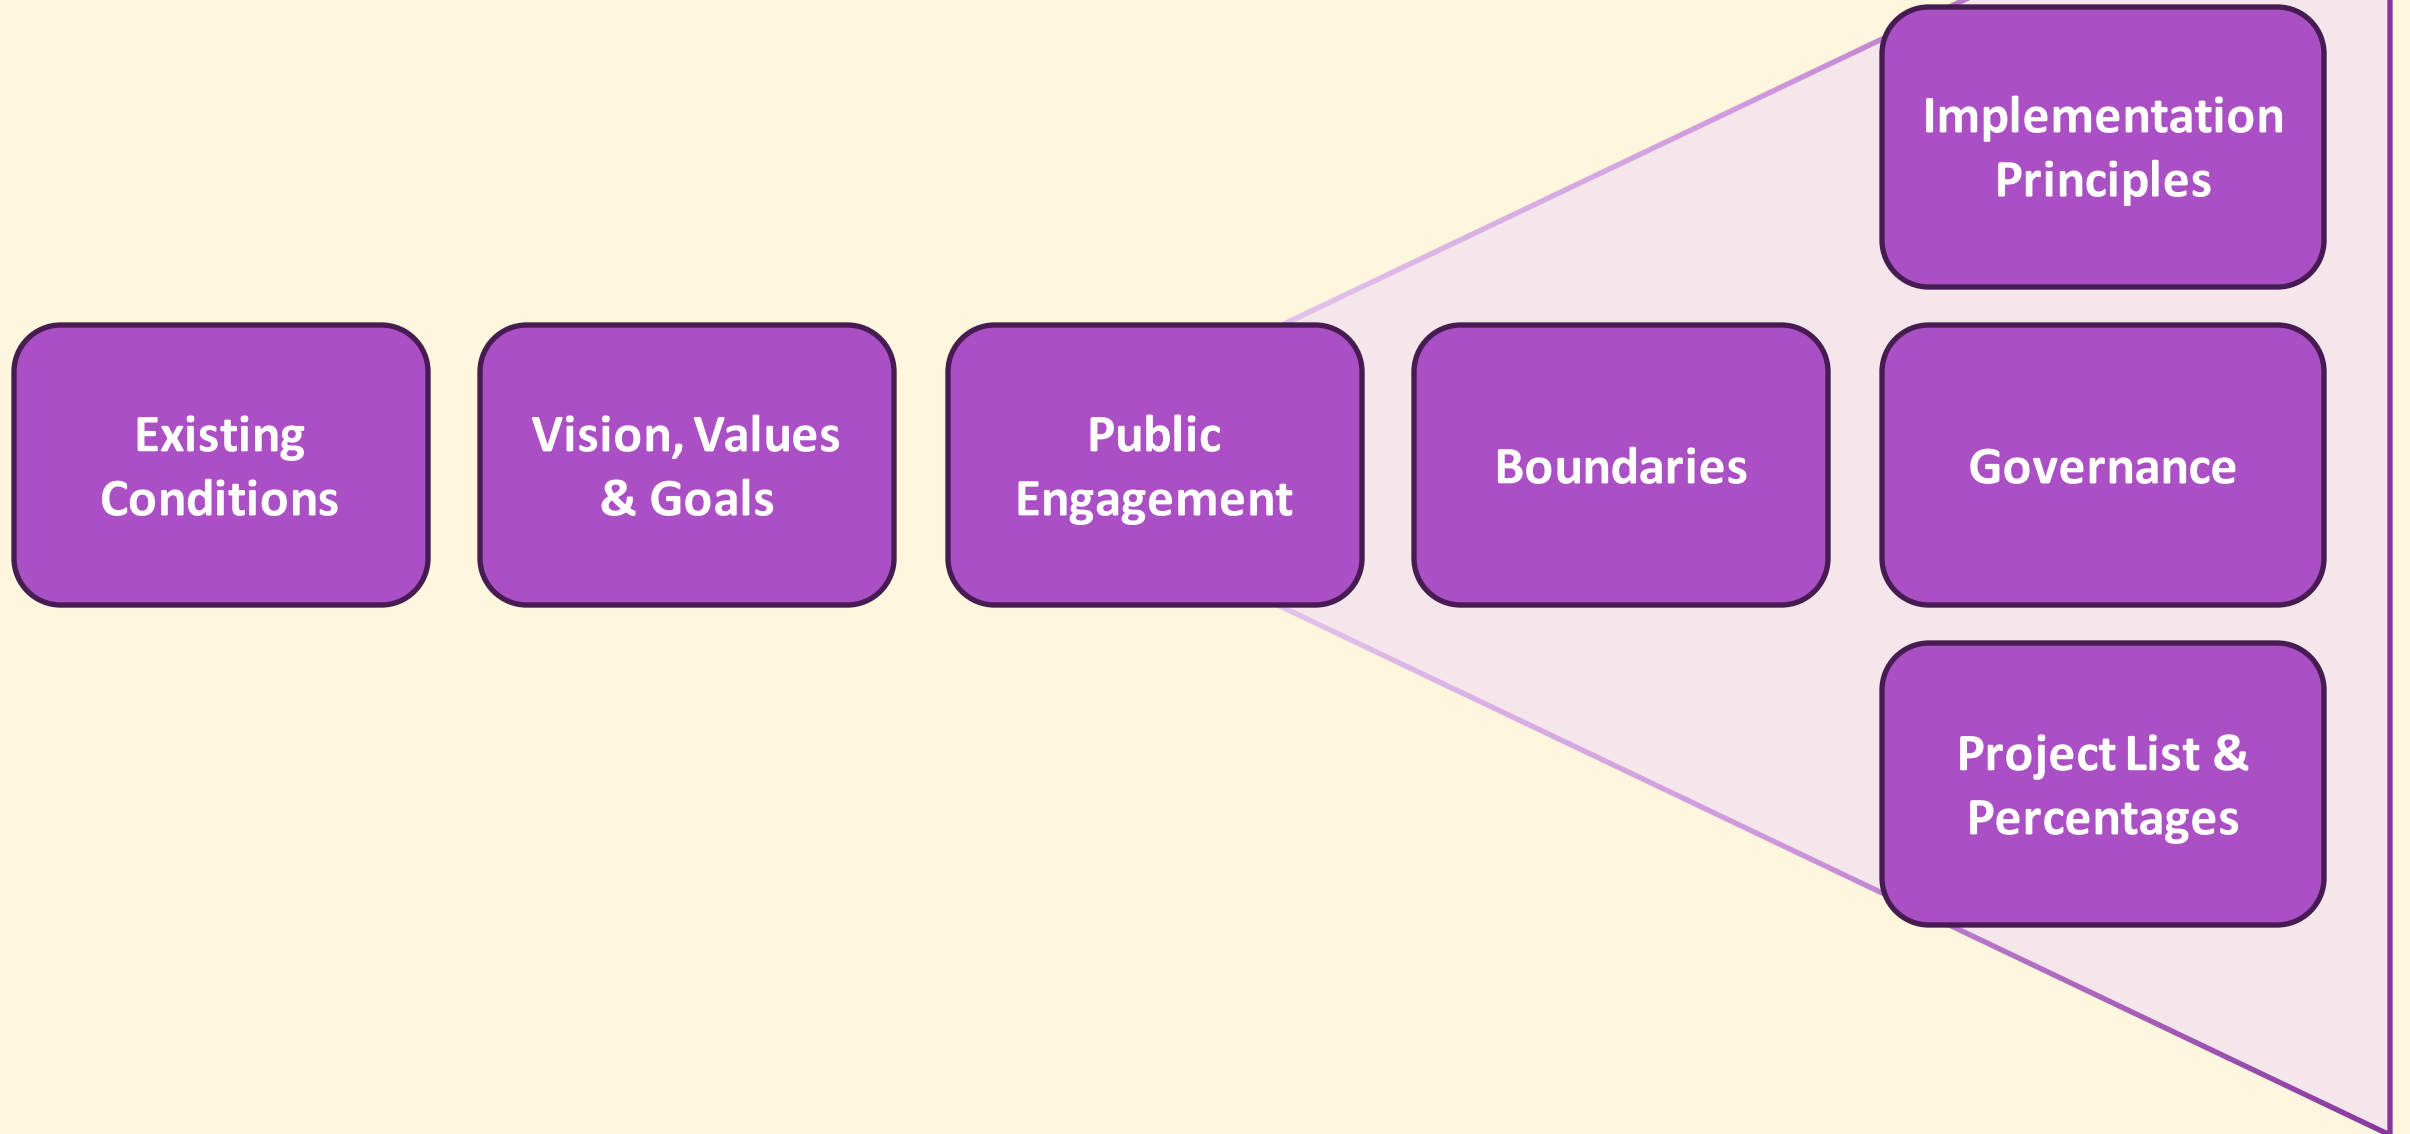 Existing
Conditions
Vision, Values
& Goals
Public
Engagement
Boundaries
Implementation
Principles
Governance
Project List &
Percentages